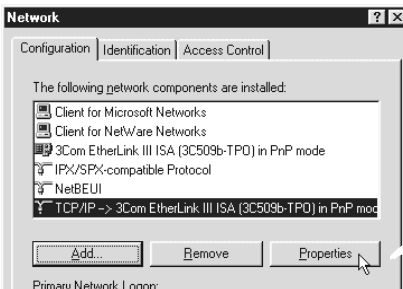 Network
? X
Configuration Identification Access Control
The following network components are installed:
Client for Microsoft Networks
Client for NetWare Networks
3Com EtherLink III ISA (3C509b-TPO) in PnP mode
IPX/SPX-compatible Protocol
NetBEUI
TCP/IP -> 3Com EtherLink III ISA (3C509b-TPO) in PnP moc
Add... Remove Properties
Primary Network Logon: